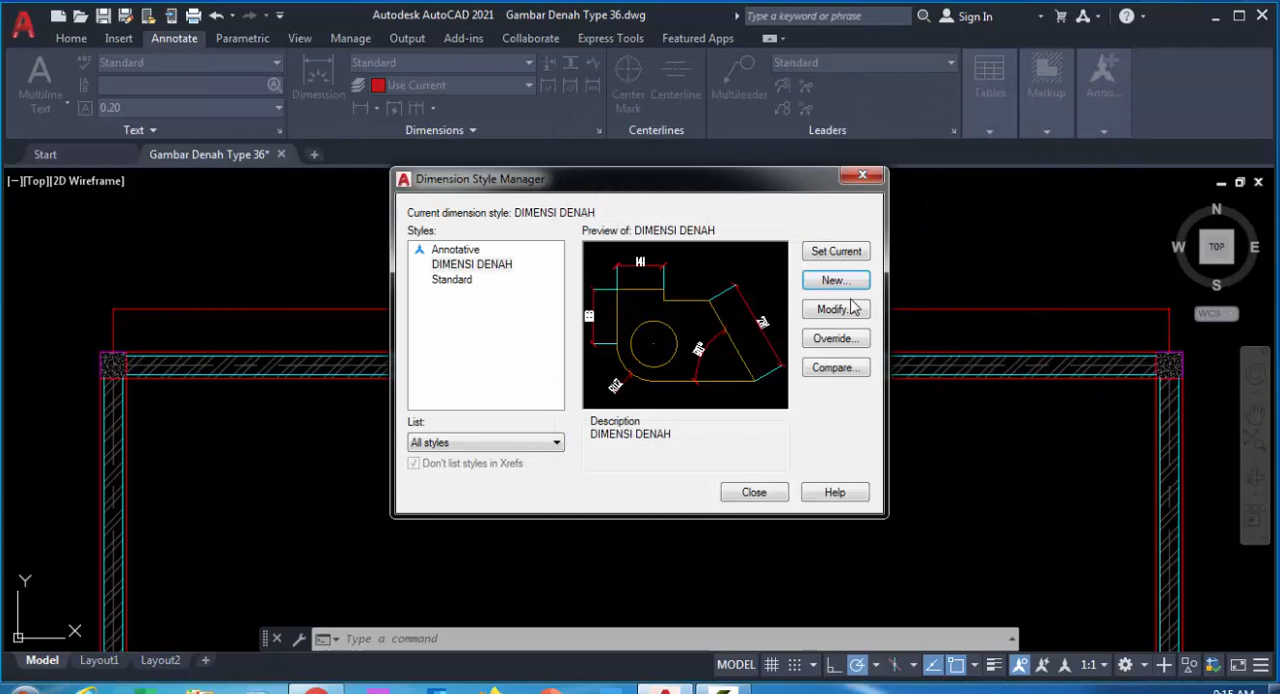 Autodesk AutoCAD 2021 Gambar Denah Type 36.dwg
Type a keyword or phrase
Sign In
Home Insert Annotate Parametric View Manage Output Add-ins Collaborate Express Tools Featured Apps
Standard
Standard
Standard
Use Current
Multiline
Text
0.20
Dimension
Center
Mark
Centerline
Multileader
Tables
Markup
Anno...
Text
Dimensions
Centerlines
Leaders
Start
Gambar Denah Type 36*
[−][Top][2D Wireframe]
Dimension Style Manager
Current dimension style: DIMENSI DENAH
Styles:
Preview of: DIMENSI DENAH
Annotative
DIMENSI DENAH
Standard
Set Current
New...
Modify...
Override...
Compare...
60°
List:
All styles
Don't list styles in Xrefs
Description
DIMENSI DENAH
Close
Help
N
W
TOP
E
S
WCS
Y
X
Type a command
Model Layout1 Layout2
MODEL
1:1
9:15 AM